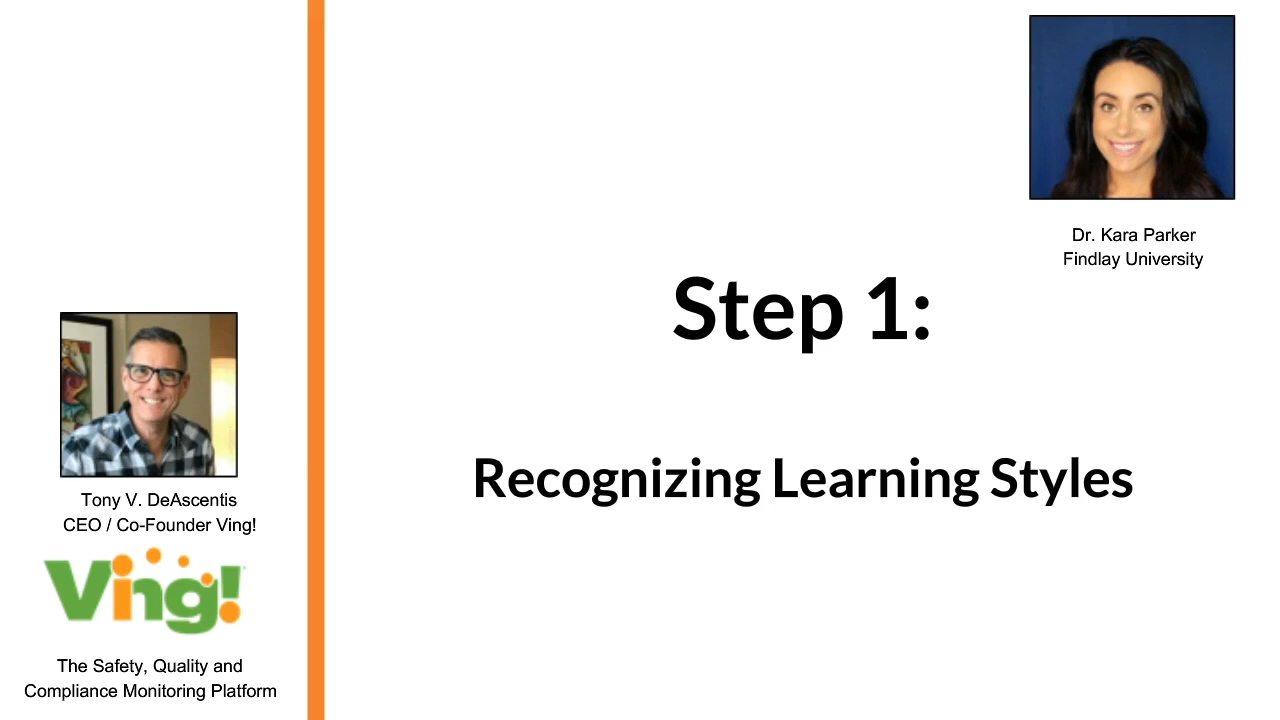 Dr. Kara Parker
Findlay University
Step 1:
Recognizing Learning Styles
Tony V. DeAscentis
CEO / Co-Founder Ving!
Ving!
The Safety, Quality and
Compliance Monitoring Platform